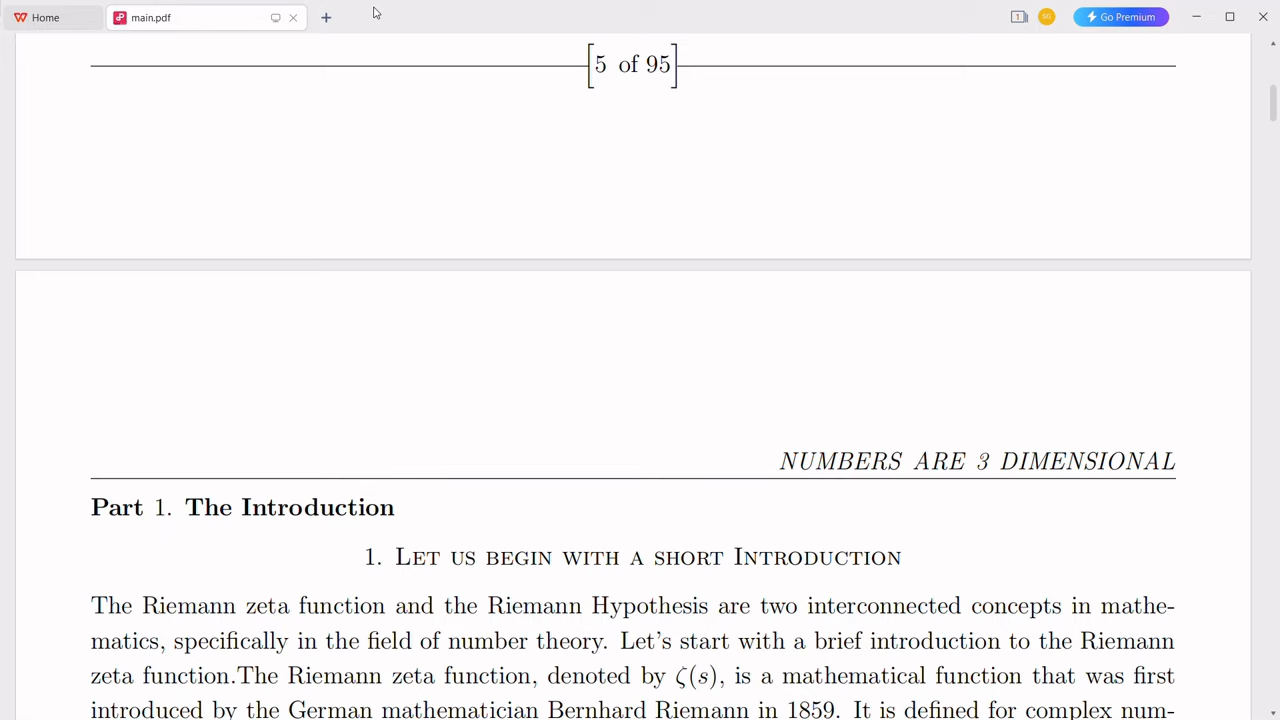 Home
main.pdf
1
SG
Go Premium
5 of 95
NUMBERS ARE 3 DIMENSIONAL
Part 1. The Introduction
1. Let us begin with a short Introduction
The Riemann zeta function and the Riemann Hypothesis are two interconnected concepts in mathe-
matics, specifically in the field of number theory. Let's start with a brief introduction to the Riemann
zeta function.The Riemann zeta function, denoted by ζ(s), is a mathematical function that was first
introduced by the German mathematician Bernhard Riemann in 1859. It is defined for complex num-